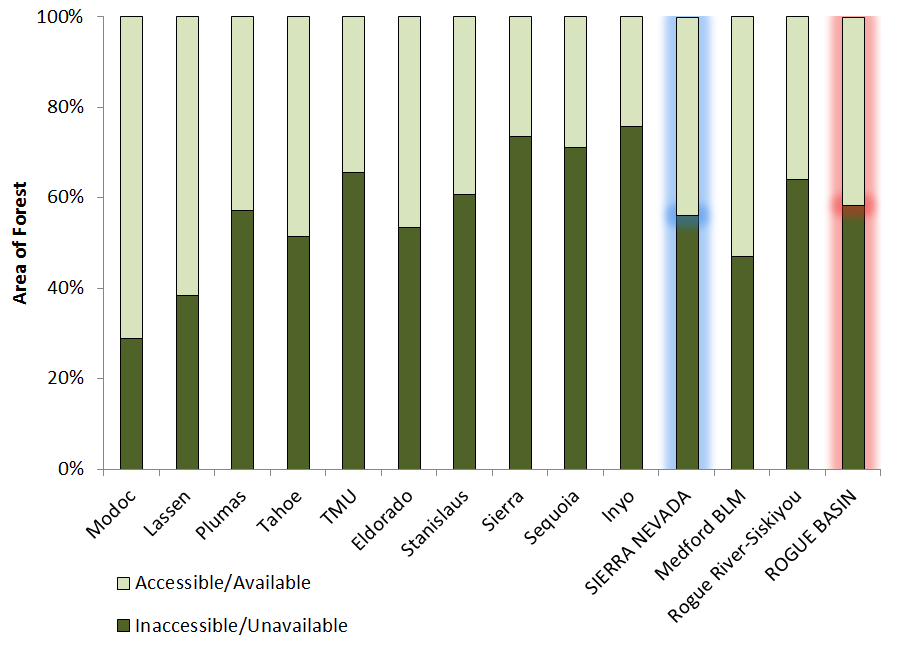 100%
80%
60%
40%
20%
0%
Area of Forest
Modoc
Lassen
Plumas
Tahoe
TMU
Eldorado
Stanislaus
Sierra
Sequoia
Inyo
SIERRA NEVADA
Medford BLM
Rogue River-Siskiyou
ROGUE BASIN
Accessible/Available
Inaccessible/Unavailable